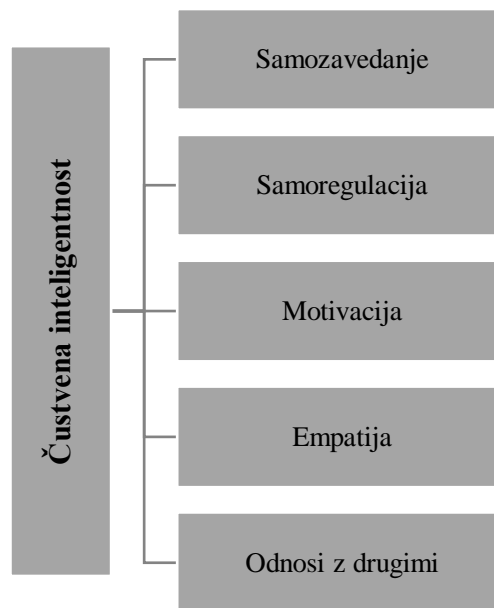 Čustvena inteligentnost
Samozavedanje
Samoregulacija
Motivacija
Empatija
Odnosi z drugimi